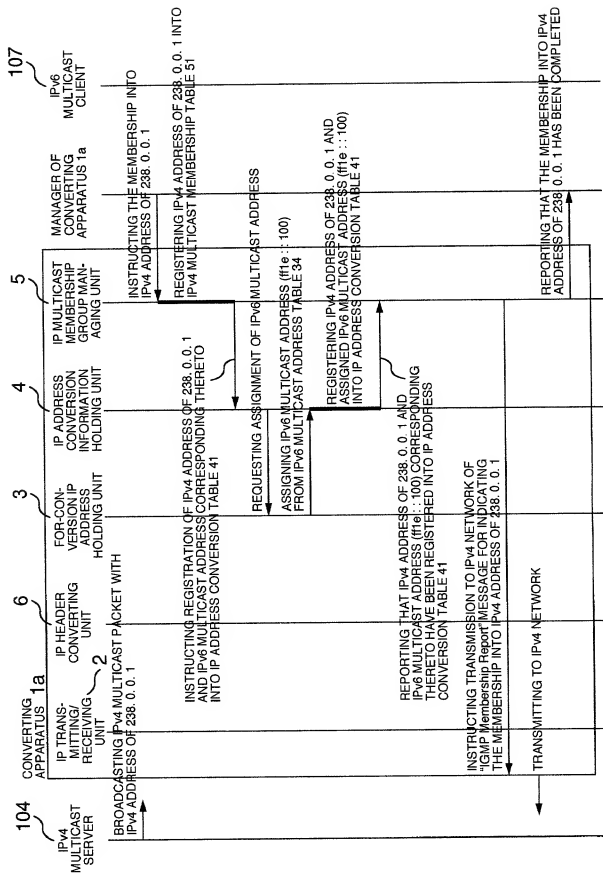 104
IPv4
MULTICAST
SERVER
CONVERTING
APPARATUS 1a
IP TRANS-
MITTING/
RECEIVING
UNIT
2
6
IP HEADER
CONVERTING
UNIT
3
FOR-CON-
VERSION IP
ADDRESS
HOLDING UNIT
4
IP ADDRESS
CONVERSION
INFORMATION
HOLDING UNIT
5
IP MULTICAST
MEMBERSHIP
GROUP MAN-
AGING UNIT
MANAGER OF
CONVERTING
APPARATUS 1a
107
IPv6
MULTICAST
CLIENT
BROADCASTING IPv4 MULTICAST PACKET WITH
IPv4 ADDRESS OF 238. 0. 0. 1
INSTRUCTING THE MEMBERSHIP INTO
IPv4 ADDRESS OF 238. 0. 0. 1
REGISTERING IPv4 ADDRESS OF 238. 0. 0. 1 INTO
IPv4 MULTICAST MEMBERSHIP TABLE 51
INSTRUCTING REGISTRATION OF IPv4 ADDRESS OF 238. 0. 0. 1
AND IPv6 MULTICAST ADDRESS CORRESPONDING THERETO
INTO IP ADDRESS CONVERSION TABLE 41
REQUESTING ASSIGNMENT OF IPv6 MULTICAST ADDRESS
ASSIGNING IPv6 MULTICAST ADDRESS (ff1e : : 100)
FROM IPv6 MULTICAST ADDRESS TABLE 34
REGISTERING IPv4 ADDRESS OF 238. 0. 0. 1 AND
ASSIGNED IPv6 MULTICAST ADDRESS (ff1e : : 100)
INTO IP ADDRESS CONVERSION TABLE 41
REPORTING THAT IPv4 ADDRESS OF 238. 0. 0. 1 AND
IPv6 MULTICAST ADDRESS (ff1e : : 100) CORRESPONDING
THERETO HAVE BEEN REGISTERED INTO IP ADDRESS
CONVERSION TABLE 41
INSTRUCTING TRANSMISSION TO IPv4 NETWORK OF
"IGMP Membership Report" MESSAGE FOR INDICATING
THE MEMBERSHIP INTO IPv4 ADDRESS OF 238. 0. 0. 1
TRANSMITTING TO IPv4 NETWORK
REPORTING THAT THE MEMBERSHIP INTO IPv4
ADDRESS OF 238. 0. 0. 1 HAS BEEN COMPLETED